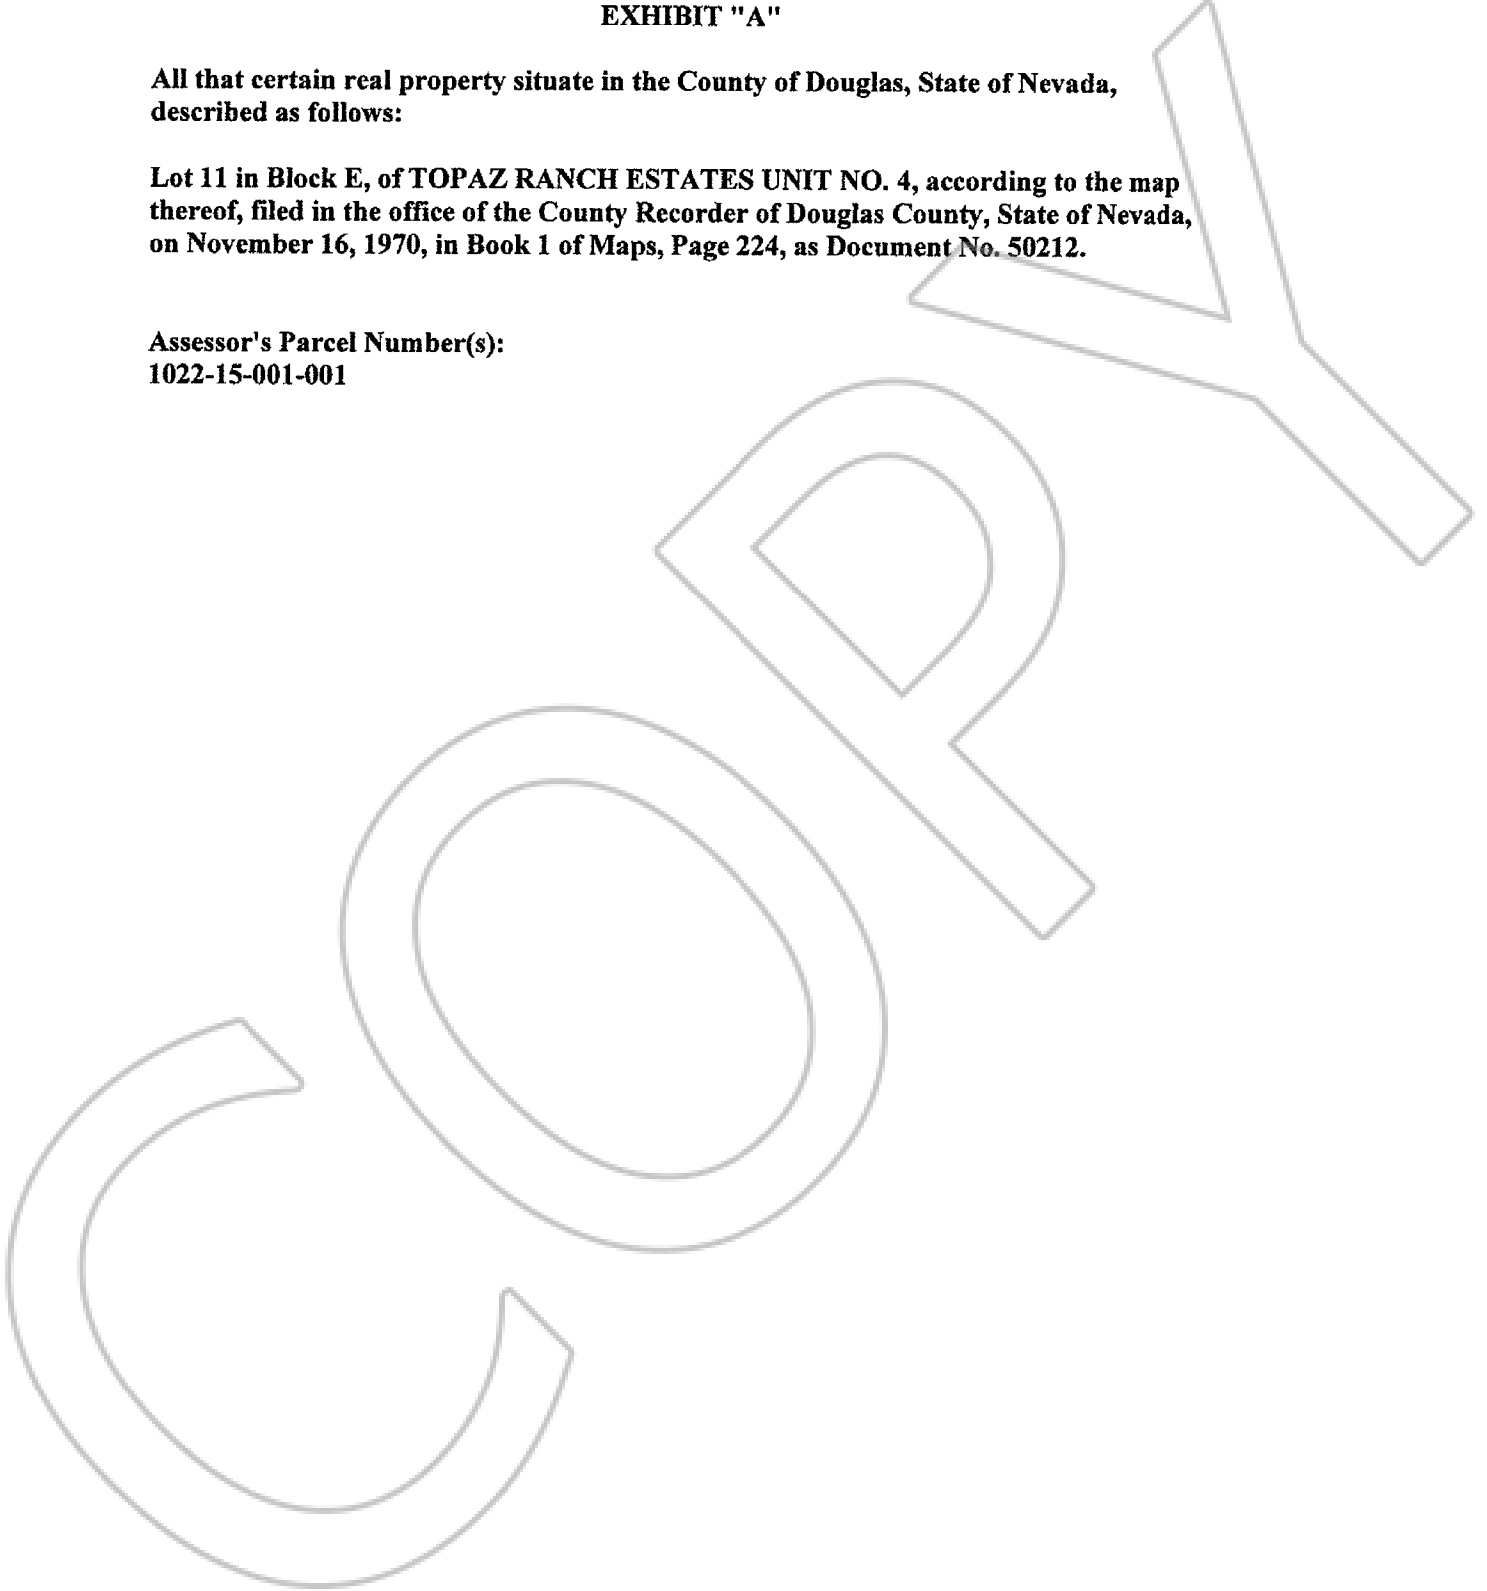 EXHIBIT "A"
All that certain real property situate in the County of Douglas, State of Nevada,
described as follows:
Lot 11 in Block E, of TOPAZ RANCH ESTATES UNIT NO. 4, according to the map
thereof, filed in the office of the County Recorder of Douglas County, State of Nevada,
on November 16, 1970, in Book 1 of Maps, Page 224, as Document No. 50212.
Assessor's Parcel Number(s):
1022-15-001-001
COPY